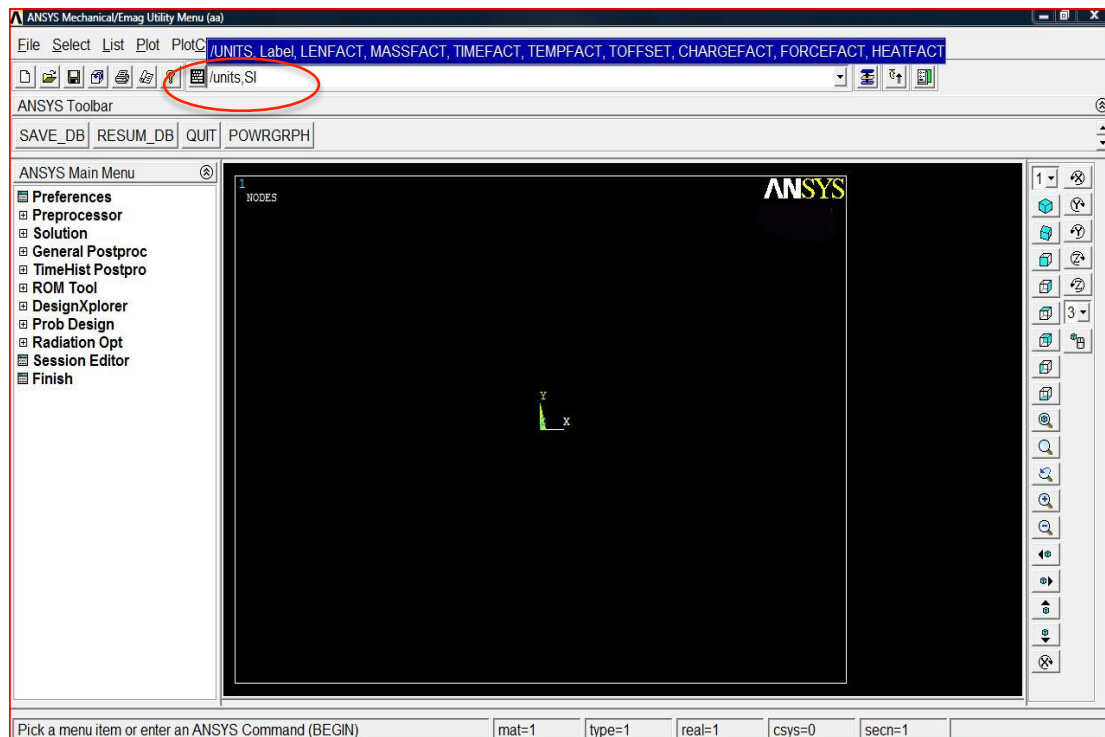 ANSYS Mechanical/Emag Utility Menu (aa)
File Select List Plot PlotC
/UNITS, Label, LENFACT, MASSFACT, TIMEFACT, TEMPFACT, TOFFSET, CHARGEFACT, FORCEFACT, HEATFACT
/units,SI
ANSYS Toolbar
SAVE_DB RESUM_DB QUIT POWRGRPH
ANSYS Main Menu
Preferences
Preprocessor
Solution
General Postproc
TimeHist Postpro
ROM Tool
DesignXplorer
Prob Design
Radiation Opt
Session Editor
Finish
1
NODES
ANSYS
Y
X
1
X
Y
Y
Z
Z
3
X
Pick a menu item or enter an ANSYS Command (BEGIN) mat=1 type=1 real=1 csys=0 secn=1